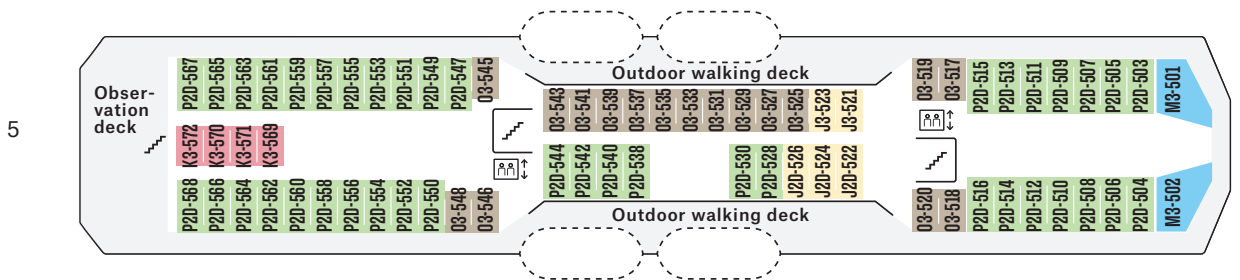 5
Obser-
vation
deck
P2D-567
P2D-565
P2D-563
P2D-561
P2D-559
P2D-557
P2D-555
P2D-553
P2D-551
P2D-549
P2D-547
O3-545
K3-572
K3-570
K3-571
K3-569
P2D-568
P2D-566
P2D-564
P2D-562
P2D-560
P2D-558
P2D-556
P2D-554
P2D-552
P2D-550
O3-548
O3-546
Outdoor walking deck
O3-543
O3-541
O3-539
O3-537
O3-535
O3-533
O3-531
O3-529
O3-527
O3-525
J3-523
J3-521
P2D-544
P2D-542
P2D-540
P2D-538
P2D-530
P2D-528
J2D-526
J2D-524
J2D-522
Outdoor walking deck
O3-519
O3-517
P2D-515
P2D-513
P2D-511
P2D-509
P2D-507
P2D-505
P2D-503
M3-501
O3-520
O3-518
P2D-516
P2D-514
P2D-512
P2D-510
P2D-508
P2D-506
P2D-504
M3-502